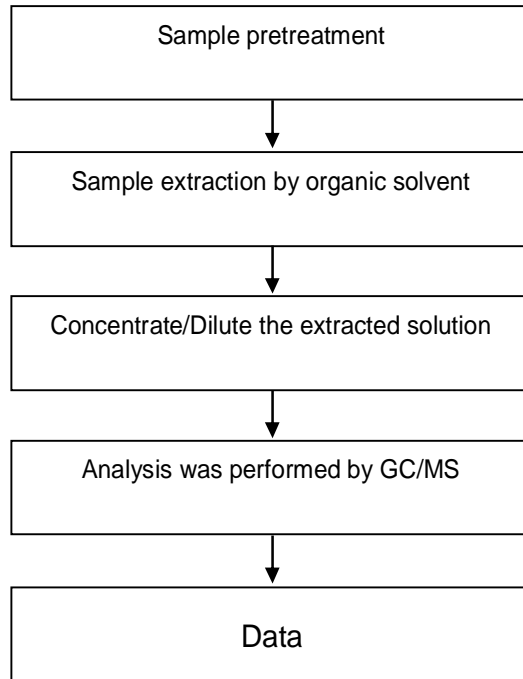 Sample pretreatment
Sample extraction by organic solvent
Concentrate/Dilute the extracted solution
Analysis was performed by GC/MS
Data